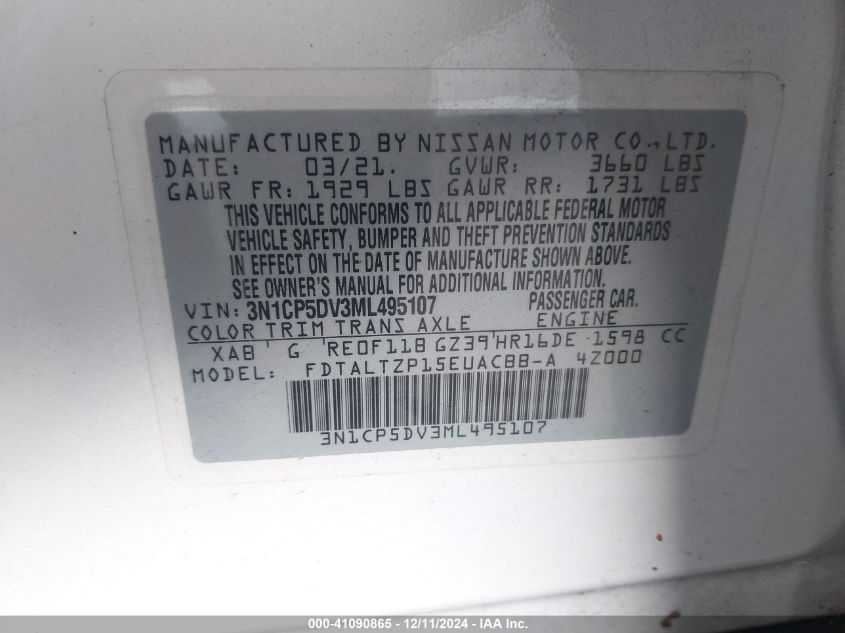 MANUFACTURED BY NISSAN MOTOR CO., LTD.
DATE: 03/21. GVWR: 3660 LBS
GAWR FR: 1929 LBS GAWR RR: 1731 LBS
THIS VEHICLE CONFORMS TO ALL APPLICABLE FEDERAL MOTOR
VEHICLE SAFETY, BUMPER AND THEFT PREVENTION STANDARDS
IN EFFECT ON THE DATE OF MANUFACTURE SHOWN ABOVE.
SEE OWNER'S MANUAL FOR ADDITIONAL INFORMATION.
VIN: 3N1CP5DV3ML495107 PASSENGER CAR.
COLOR TRIM TRANS AXLE ENGINE
XAB ' G ' RE0F11B GZ39'HR16DE 1598 CC
MODEL: FDTALTZP15EUACBB-A 4Z000
3N1CP5DV3ML495107
000-41090865 - 12/11/2024 - IAA Inc.